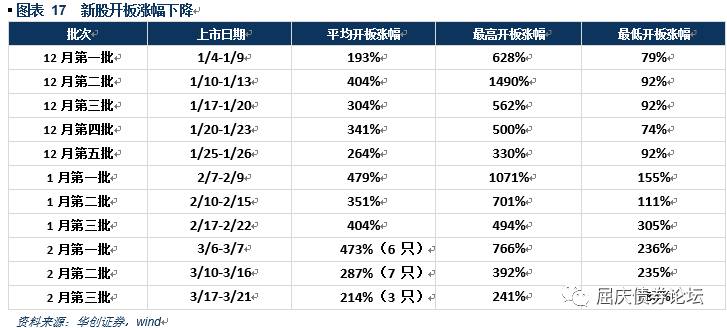 图表 17 新股开板涨幅下降
批次 上市日期 平均开板涨幅 最高开板涨幅 最低开板涨幅
12 月第一批 1/4-1/9 193% 628% 79%
12 月第二批 1/10-1/13 404% 1490% 92%
12 月第三批 1/17-1/20 304% 562% 92%
12 月第四批 1/20-1/23 341% 500% 74%
12 月第五批 1/25-1/26 264% 330% 92%
1 月第一批 2/7-2/9 479% 1071% 155%
1 月第二批 2/10-2/15 351% 701% 111%
1 月第三批 2/17-2/22 404% 494% 305%
2 月第一批 3/6-3/7 473%（6 只） 766% 236%
2 月第二批 3/10-3/16 287%（7 只） 392% 235%
2 月第三批 3/17-3/21 214%（3 只） 241%
屈庆债券论坛
资料来源：华创证券，wind